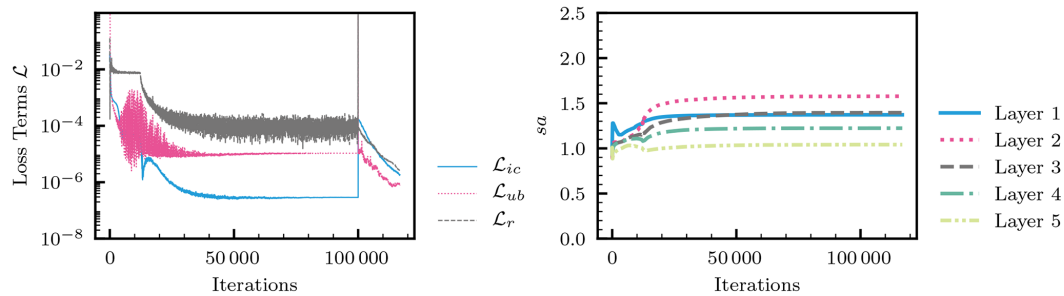 Loss Terms ℒ
10⁻²
10⁻⁴
10⁻⁶
10⁻⁸
0
50 000
100 000
Iterations
ℒ_ic
ℒ_ub
ℒ_r
sa
2.5
2.0
1.5
1.0
0.5
0.0
0
50 000
100 000
Iterations
Layer 1
Layer 2
Layer 3
Layer 4
Layer 5